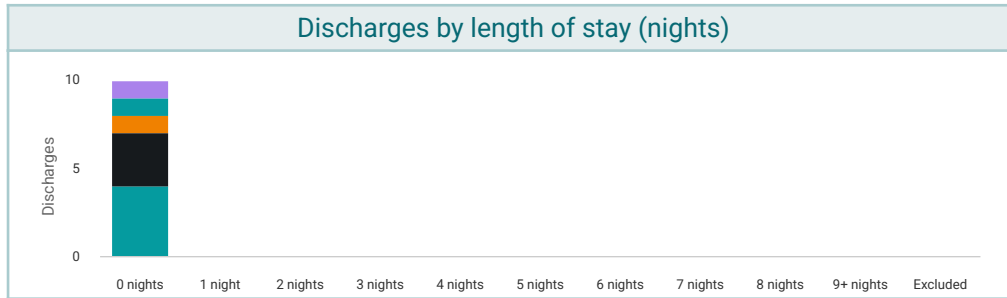 Discharges by length of stay (nights)
10
5
0
Discharges
0 nights 1 night 2 nights 3 nights 4 nights 5 nights 6 nights 7 nights 8 nights 9+ nights Excluded